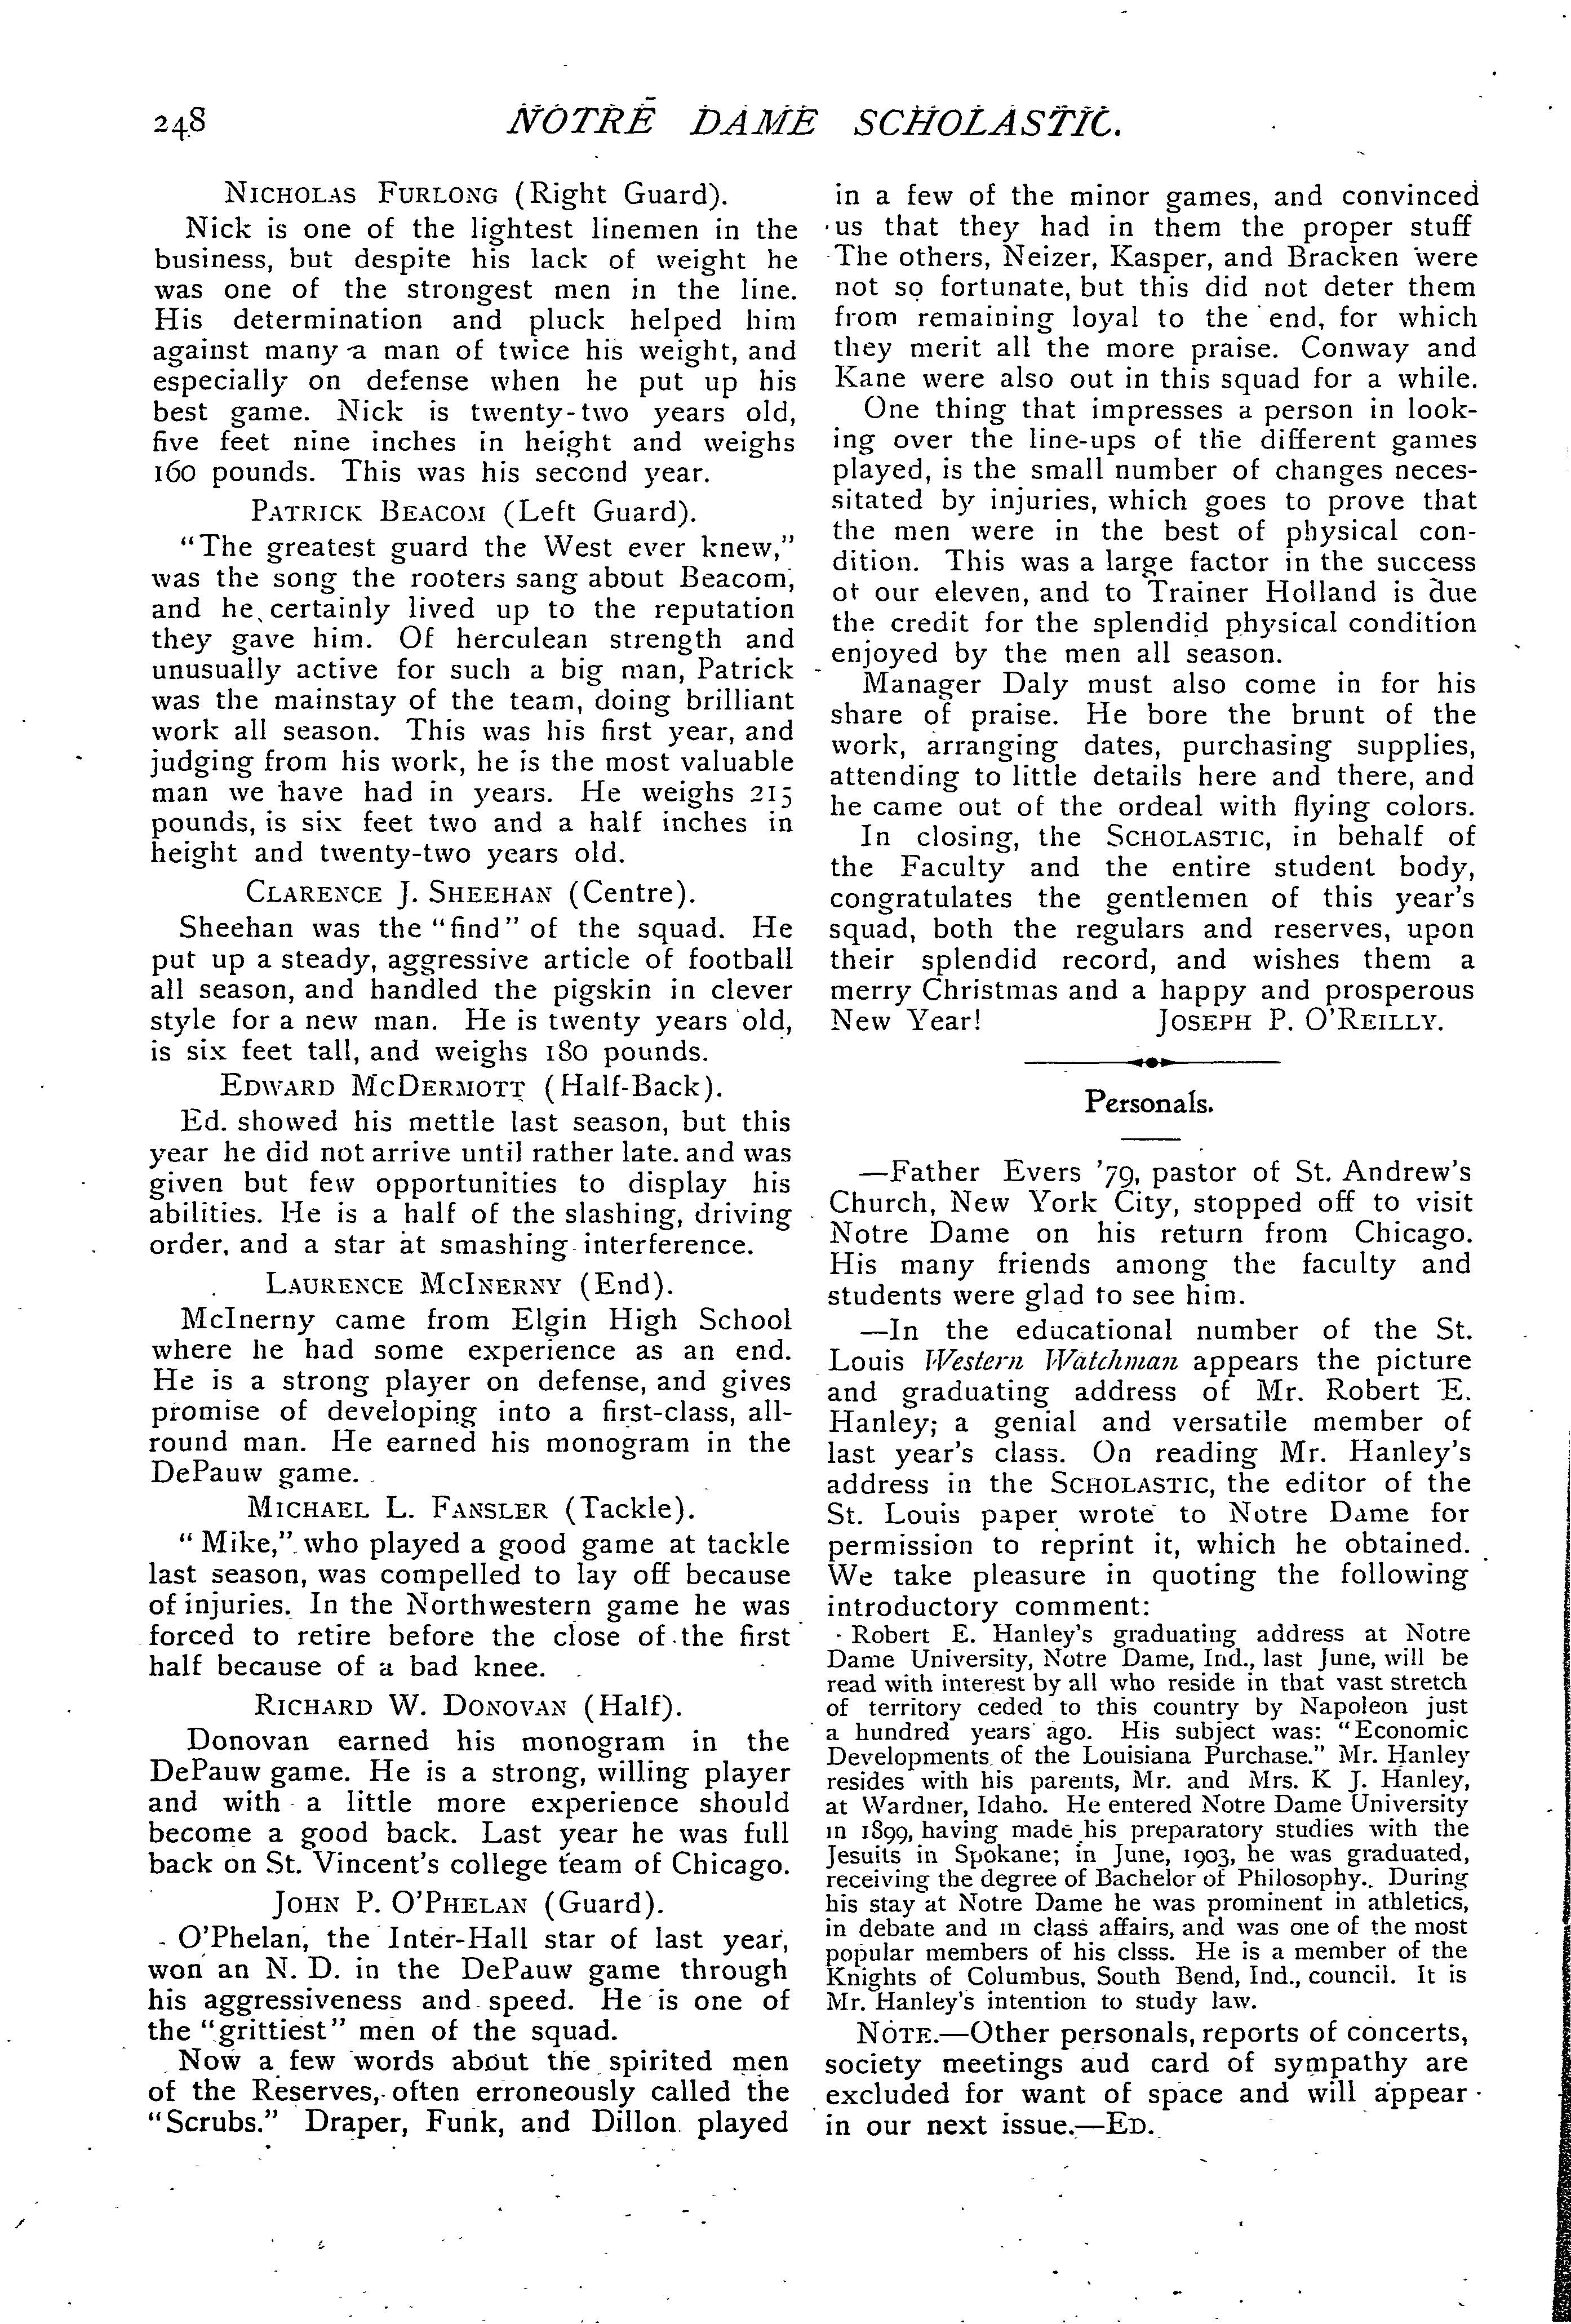 248 NOTRE DAME SCHOLASTIC.
NICHOLAS FURLONG (Right Guard).
Nick is one of the lightest linemen in the
business, but despite his lack of weight he
was one of the strongest men in the line.
His determination and pluck helped him
against many a man of twice his weight, and
especially on defense when he put up his
best game. Nick is twenty-two years old,
five feet nine inches in height and weighs
160 pounds. This was his second year.
PATRICK BEACOM (Left Guard).
"The greatest guard the West ever knew,"
was the song the rooters sang about Beacom,
and he certainly lived up to the reputation
they gave him. Of herculean strength and
unusually active for such a big man, Patrick
was the mainstay of the team, doing brilliant
work all season. This was his first year, and
judging from his work, he is the most valuable
man we have had in years. He weighs 215
pounds, is six feet two and a half inches in
height and twenty-two years old.
CLARENCE J. SHEEHAN (Centre).
Sheehan was the "find" of the squad. He
put up a steady, aggressive article of football
all season, and handled the pigskin in clever
style for a new man. He is twenty years old,
is six feet tall, and weighs 180 pounds.
EDWARD MCDERMOTT (Half-Back).
Ed. showed his mettle last season, but this
year he did not arrive until rather late. and was
given but few opportunities to display his
abilities. He is a half of the slashing, driving
order, and a star at smashing interference.
LAURENCE MCINERNY (End).
McInerny came from Elgin High School
where he had some experience as an end.
He is a strong player on defense, and gives
promise of developing into a first-class, all-
round man. He earned his monogram in the
DePauw game.
MICHAEL L. FANSLER (Tackle).
"Mike," who played a good game at tackle
last season, was compelled to lay off because
of injuries. In the Northwestern game he was
forced to retire before the close of the first
half because of a bad knee.
RICHARD W. DONOVAN (Half).
Donovan earned his monogram in the
DePauw game. He is a strong, willing player
and with a little more experience should
become a good back. Last year he was full
back on St. Vincent's college team of Chicago.
JOHN P. O'PHELAN (Guard).
O'Phelan, the Inter-Hall star of last year,
won an N. D. in the DePauw game through
his aggressiveness and speed. He is one of
the "grittiest" men of the squad.
Now a few words about the spirited men
of the Reserves, often erroneously called the
"Scrubs." Draper, Funk, and Dillon played
in a few of the minor games, and convinced
us that they had in them the proper stuff
The others, Neizer, Kasper, and Bracken were
not so fortunate, but this did not deter them
from remaining loyal to the end, for which
they merit all the more praise. Conway and
Kane were also out in this squad for a while.
One thing that impresses a person in look-
ing over the line-ups of the different games
played, is the small number of changes neces-
sitated by injuries, which goes to prove that
the men were in the best of physical con-
dition. This was a large factor in the success
of our eleven, and to Trainer Holland is due
the credit for the splendid physical condition
enjoyed by the men all season.
Manager Daly must also come in for his
share of praise. He bore the brunt of the
work, arranging dates, purchasing supplies,
attending to little details here and there, and
he came out of the ordeal with flying colors.
In closing, the SCHOLASTIC, in behalf of
the Faculty and the entire student body,
congratulates the gentlemen of this year's
squad, both the regulars and reserves, upon
their splendid record, and wishes them a
merry Christmas and a happy and prosperous
New Year! JOSEPH P. O'REILLY.
Personals.
—Father Evers '79, pastor of St. Andrew's
Church, New York City, stopped off to visit
Notre Dame on his return from Chicago.
His many friends among the faculty and
students were glad to see him.
—In the educational number of the St.
Louis Western Watchman appears the picture
and graduating address of Mr. Robert E.
Hanley; a genial and versatile member of
last year's class. On reading Mr. Hanley's
address in the SCHOLASTIC, the editor of the
St. Louis paper wrote to Notre Dame for
permission to reprint it, which he obtained.
We take pleasure in quoting the following
introductory comment:
Robert E. Hanley's graduating address at Notre
Dame University, Notre Dame, Ind., last June, will be
read with interest by all who reside in that vast stretch
of territory ceded to this country by Napoleon just
a hundred years ago. His subject was: "Economic
Developments of the Louisiana Purchase." Mr. Hanley
resides with his parents, Mr. and Mrs. K J. Hanley,
at Wardner, Idaho. He entered Notre Dame University
in 1899, having made his preparatory studies with the
Jesuits in Spokane; in June, 1903, he was graduated,
receiving the degree of Bachelor of Philosophy. During
his stay at Notre Dame he was prominent in athletics,
in debate and in class affairs, and was one of the most
popular members of his clsss. He is a member of the
Knights of Columbus, South Bend, Ind., council. It is
Mr. Hanley's intention to study law.
NOTE.—Other personals, reports of concerts,
society meetings aud card of sympathy are
excluded for want of space and will appear
in our next issue.—ED.